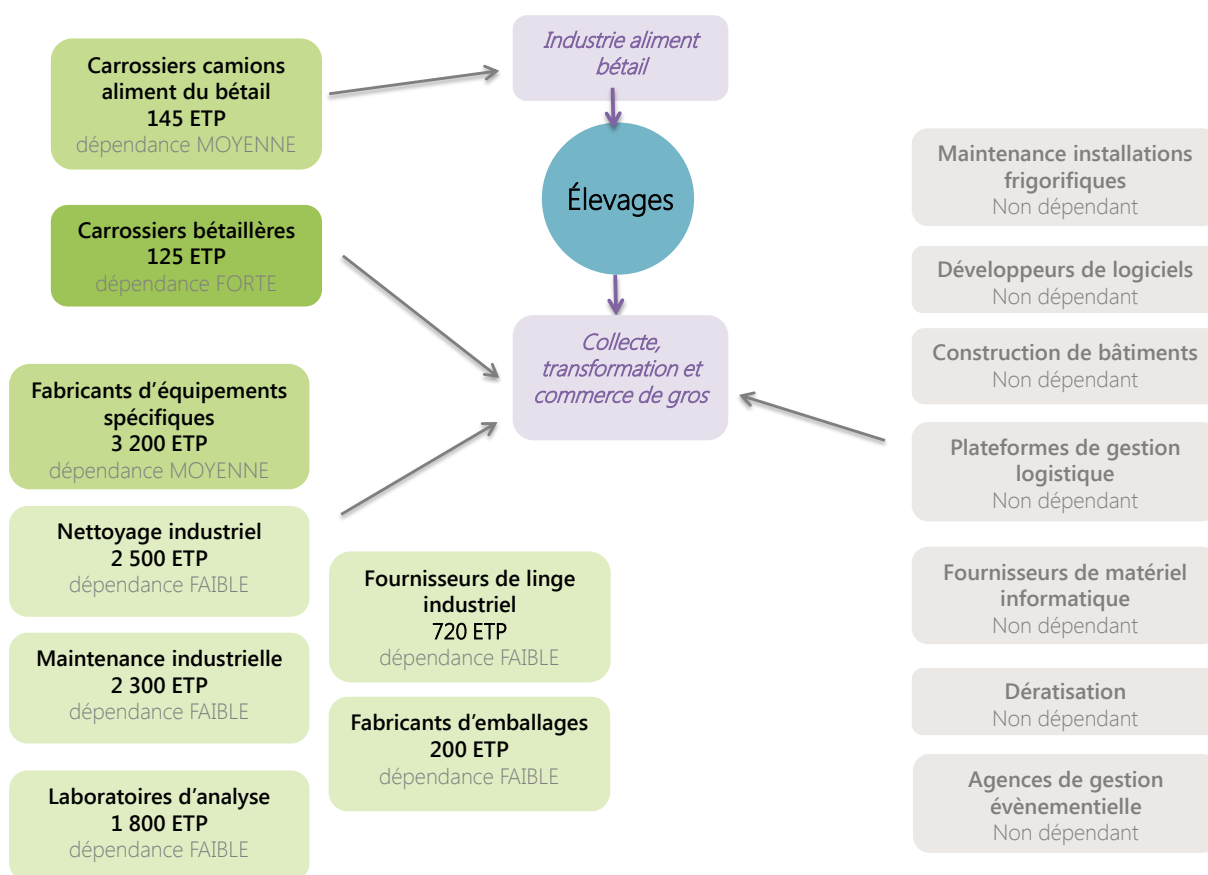 Carrossiers camions
aliment du bétail
145 ETP
dépendance MOYENNE
Carrossiers bétaillères
125 ETP
dépendance FORTE
Fabricants d'équipements
spécifiques
3 200 ETP
dépendance MOYENNE
Nettoyage industriel
2 500 ETP
dépendance FAIBLE
Maintenance industrielle
2 300 ETP
dépendance FAIBLE
Laboratoires d'analyse
1 800 ETP
dépendance FAIBLE
Fournisseurs de linge
industriel
720 ETP
dépendance FAIBLE
Fabricants d'emballages
200 ETP
dépendance FAIBLE
Industrie aliment
bétail
Élevages
Collecte,
transformation et
commerce de gros
Maintenance installations
frigorifiques
Non dépendant
Développeurs de logiciels
Non dépendant
Construction de bâtiments
Non dépendant
Plateformes de gestion
logistique
Non dépendant
Fournisseurs de matériel
informatique
Non dépendant
Dératisation
Non dépendant
Agences de gestion
évènementielle
Non dépendant